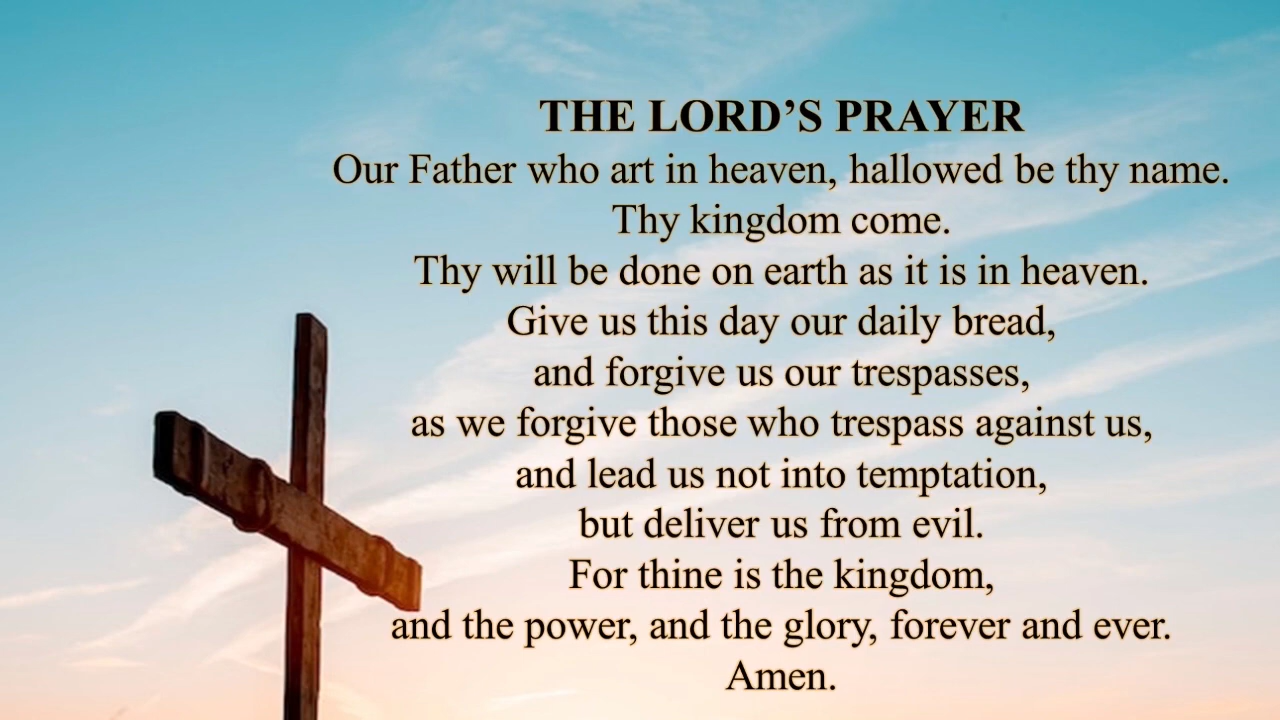 THE LORD’S PRAYER
Our Father who art in heaven, hallowed be thy name.
Thy kingdom come.
Thy will be done on earth as it is in heaven.
Give us this day our daily bread,
and forgive us our trespasses,
as we forgive those who trespass against us,
and lead us not into temptation,
but deliver us from evil.
For thine is the kingdom,
and the power, and the glory, forever and ever.
Amen.